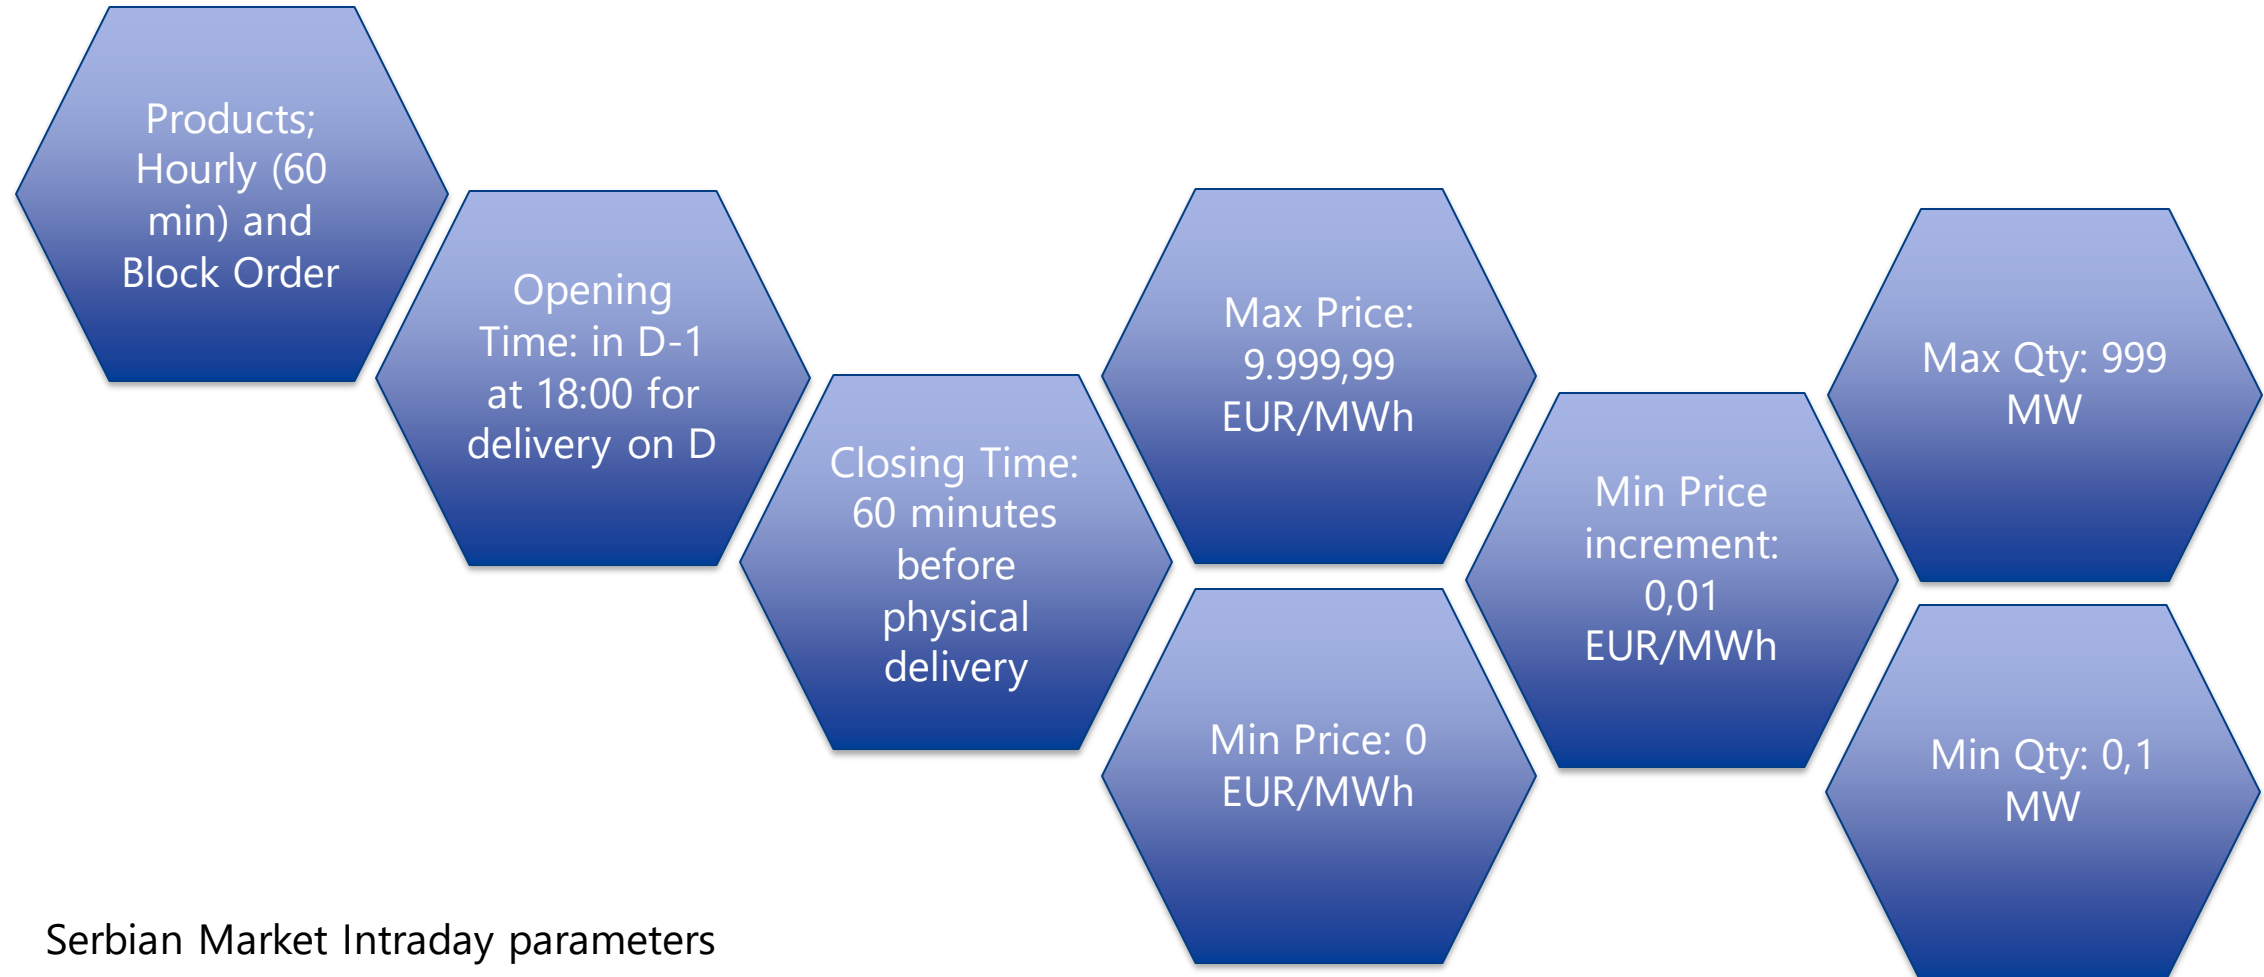 Products;
Hourly (60
min) and
Block Order
Opening
Time: in D-1
at 18:00 for
delivery on D
Closing Time:
60 minutes
before
physical
delivery
Max Price:
9.999,99
EUR/MWh
Min Price: 0
EUR/MWh
Min Price
increment:
0,01
EUR/MWh
Max Qty: 999
MW
Min Qty: 0,1
MW
Serbian Market Intraday parameters